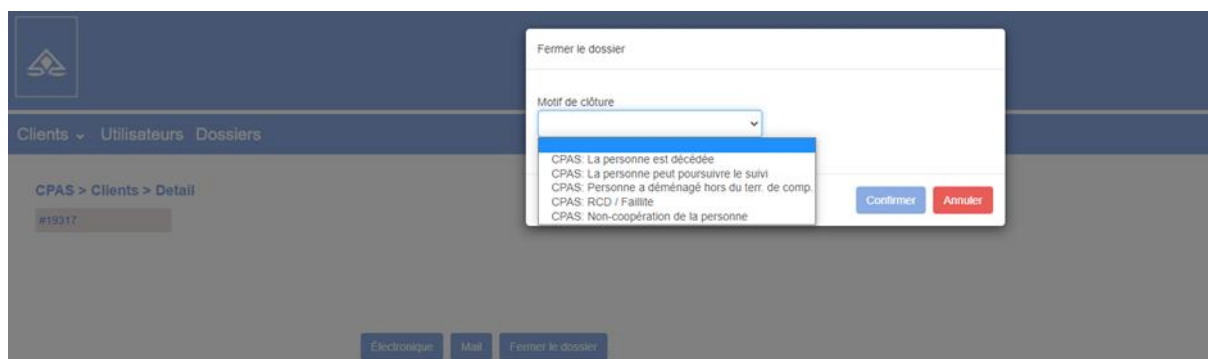 Fermer le dossier
Motif de clôture
Clients Utilisateurs Dossiers
CPAS: La personne est décédée
CPAS: La personne peut poursuivre le suivi
CPAS: Personne a déménagé hors du terr. de comp.
CPAS: RCD / Faillite
CPAS: Non-coopération de la personne
Confirmer Annuler
CPAS > Clients > Detail
#19317
Électronique Mail Fermer le dossier